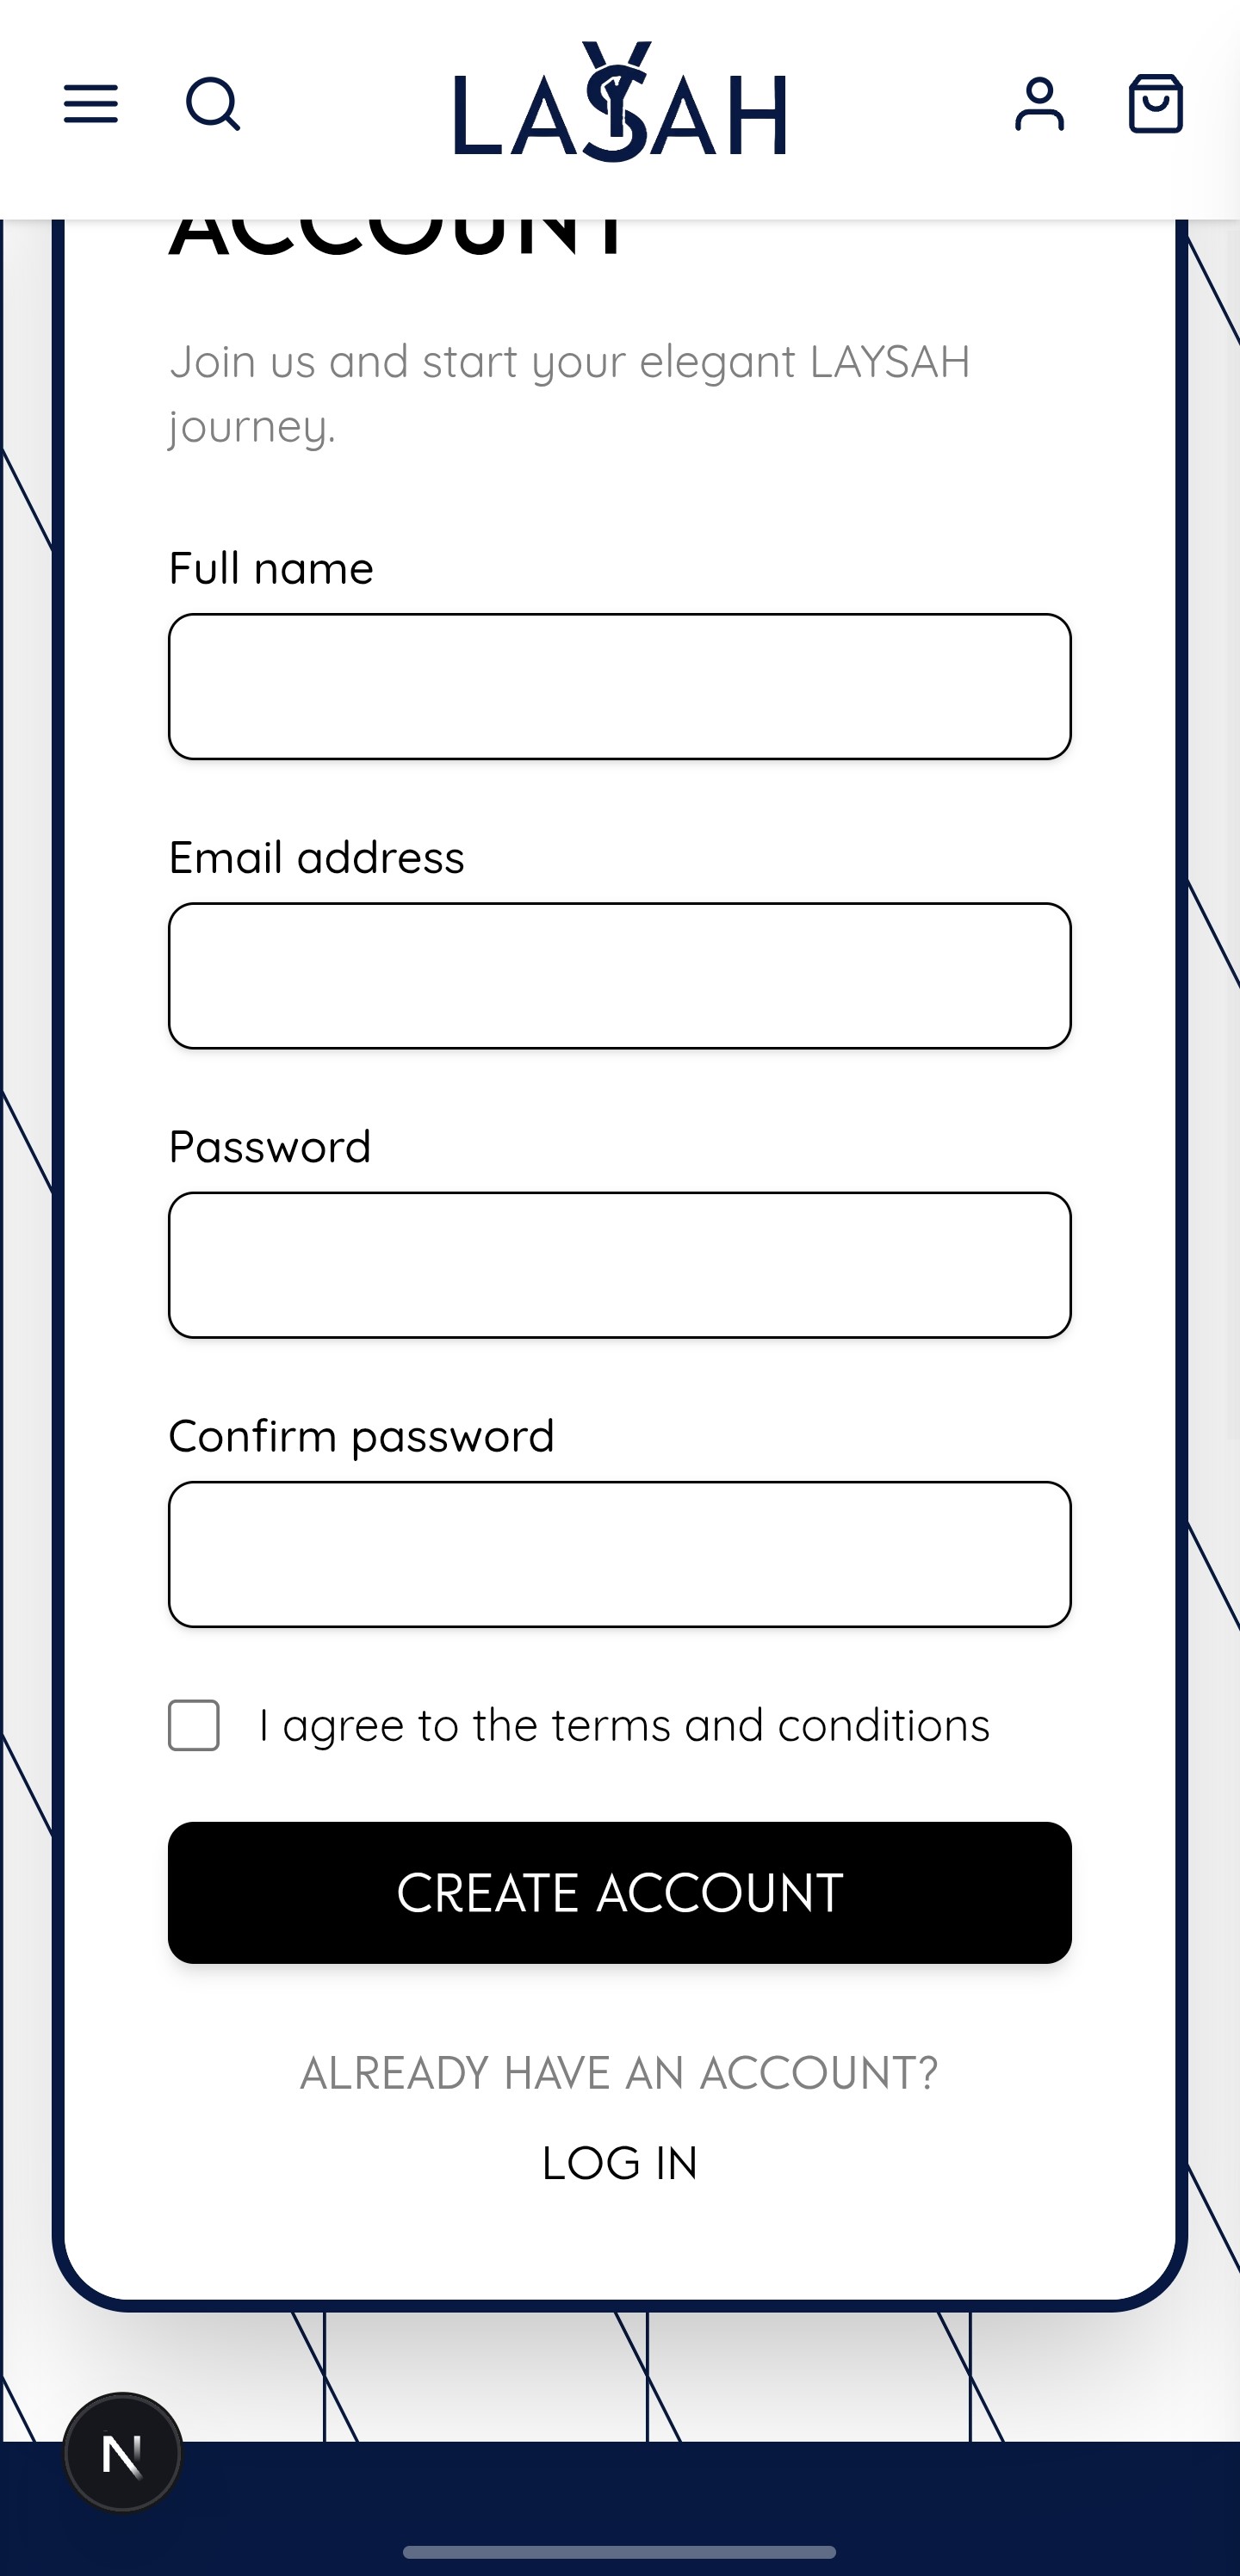 LAYSAH
ACCOUNT
Join us and start your elegant LAYSAH
journey.
Full name
Email address
Password
Confirm password
I agree to the terms and conditions
CREATE ACCOUNT
ALREADY HAVE AN ACCOUNT?
LOG IN
N